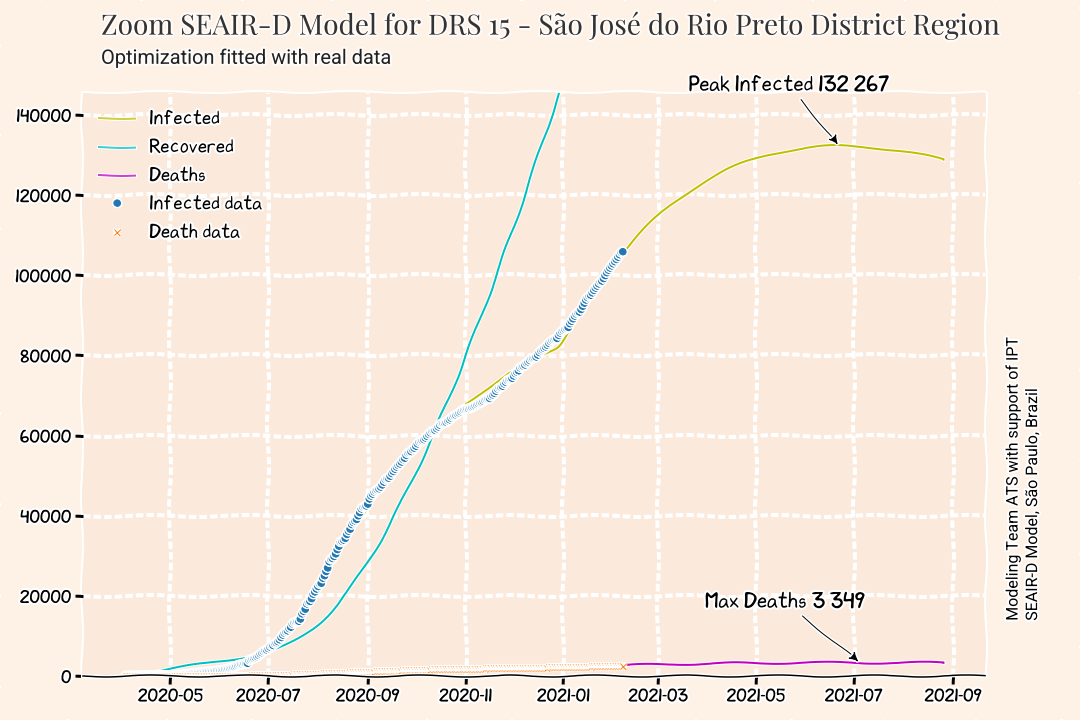 Zoom SEAIR-D Model for DRS 15 - São José do Rio Preto District Region
Optimization fitted with real data
Peak Infected 132 267
140000
120000
100000
80000
60000
40000
20000
0
Infected
Recovered
Deaths
Infected data
Death data
Max Deaths 3 349
2020-05
2020-07
2020-09
2020-11
2021-01
2021-03
2021-05
2021-07
2021-09
Modeling Team ATS with support of IPT
SEAIR-D Model, São Paulo, Brazil